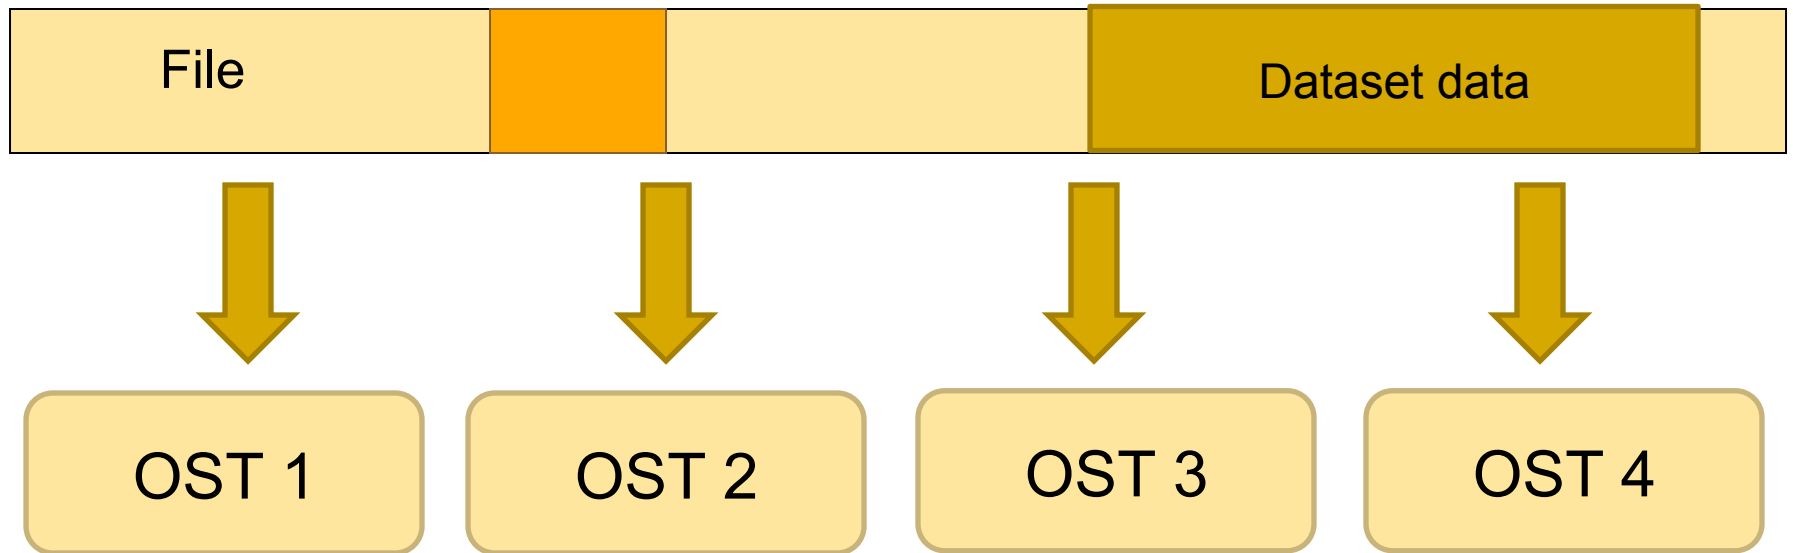 File
Dataset data
OST 1
OST 2
OST 3
OST 4